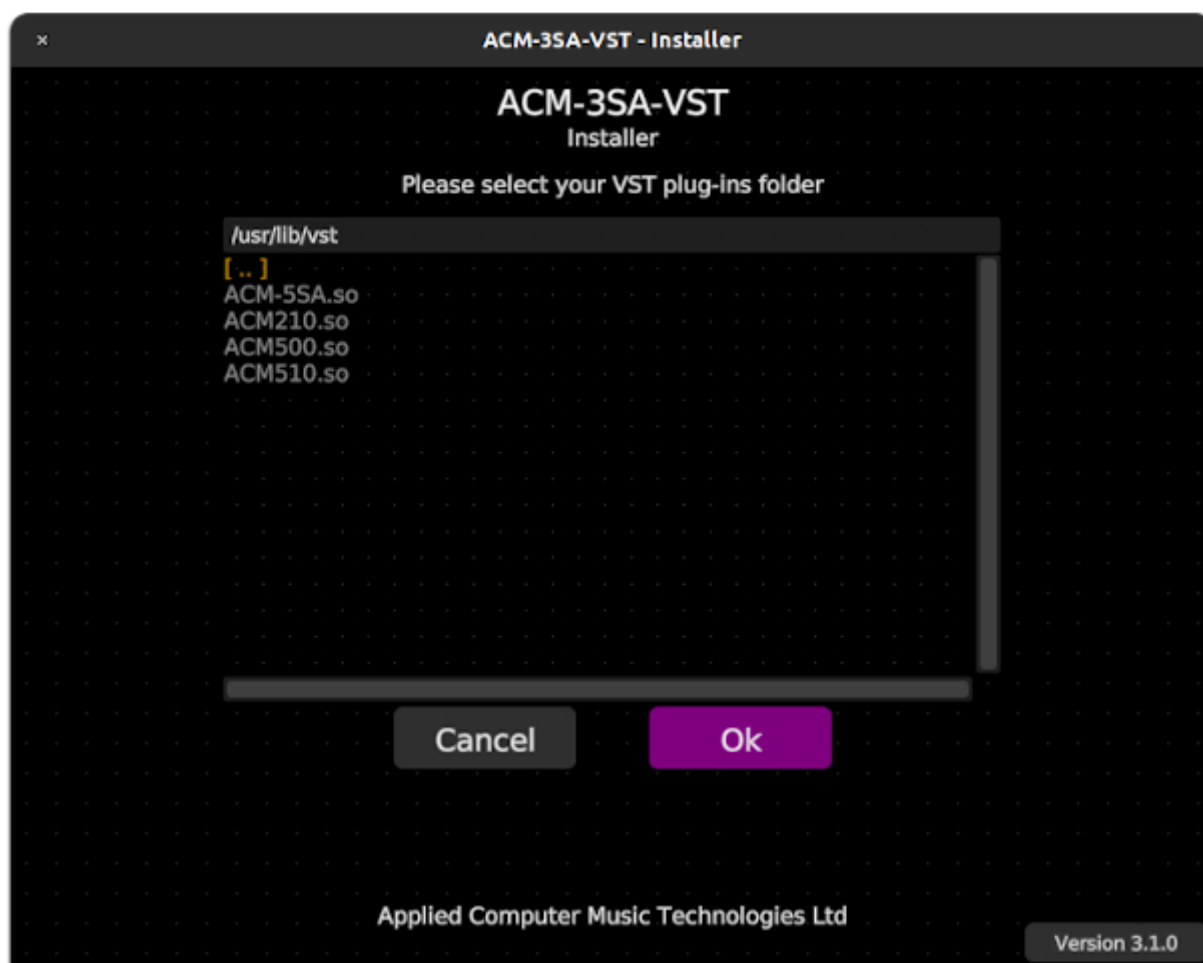 ×
ACM-3SA-VST - Installer
ACM-3SA-VST
Installer
Please select your VST plug-ins folder
/usr/lib/vst
[ .. ]
ACM-5SA.so
ACM210.so
ACM500.so
ACM510.so
Cancel
Ok
Applied Computer Music Technologies Ltd
Version 3.1.0